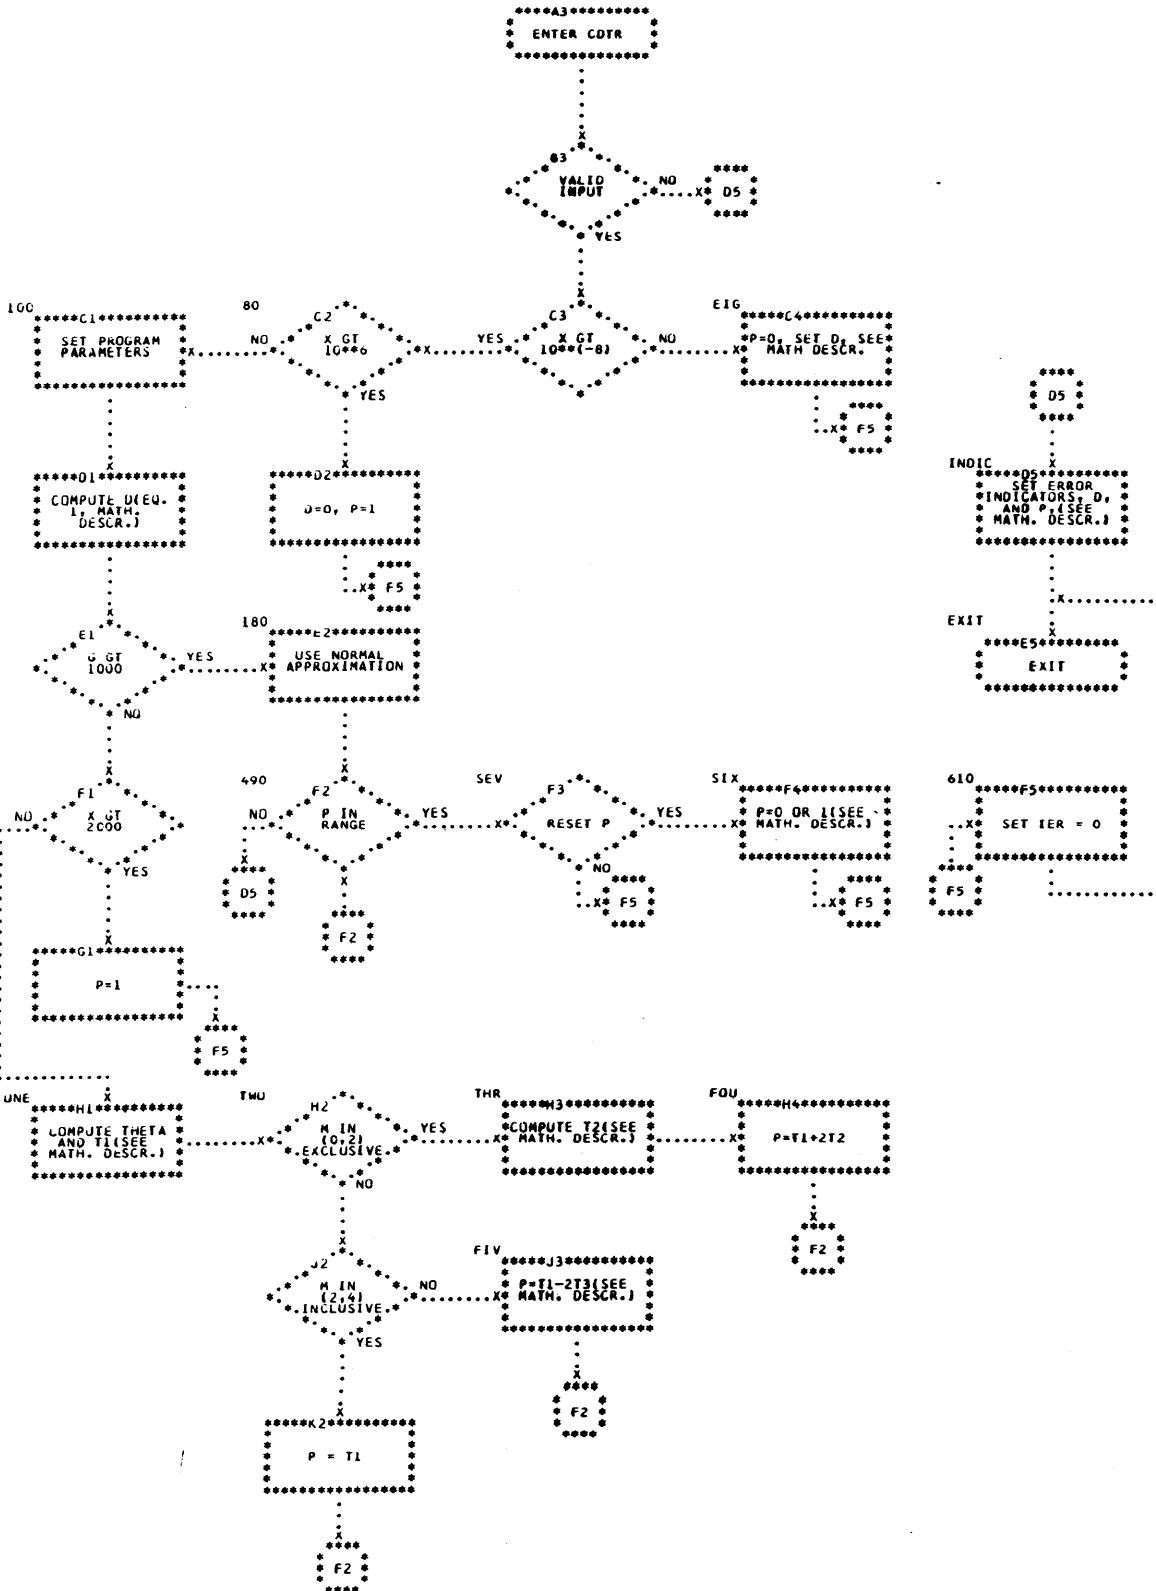 A3
ENTER CDTR
B3
VALID
INPUT
NO
D5
YES
100
C1
SET PROGRAM
PARAMETERS
NO
80
C2
X GT
10**6
YES
YES
C3
X GT
10**(-8)
NO
EIG
C4
P=0, SET D, SEE
MATH DESCR.
F5
D5
D1
COMPUTE D(EQ.
1, MATH.
DESCR.)
D2
D=0, P=1
F5
INDIC
D5
SET ERROR
INDICATORS, D,
AND P,(SEE
MATH. DESCR.)
E1
G GT
1000
YES
NO
180
E2
USE NORMAL
APPROXIMATION
EXIT
E5
EXIT
NO
F1
X GT
2000
YES
490
NO
F2
P IN
RANGE
YES
D5
F2
SEV
F3
RESET P
YES
NO
F5
SIX
F4
P=0 OR 1(SEE
MATH. DESCR.)
F5
610
F5
SET IER = 0
F5
G1
P=1
F5
ONE
H1
COMPUTE THETA
AND T1(SEE
MATH. DESCR.)
TWO
H2
M IN
(0,2)
EXCLUSIVE
YES
NO
THR
H3
COMPUTE T2(SEE
MATH. DESCR.)
FOU
H4
P=T1+2T2
F2
J2
M IN
(2,4)
INCLUSIVE
NO
YES
FIV
J3
P=T1-2T3(SEE
MATH. DESCR.)
F2
K2
P = T1
F2